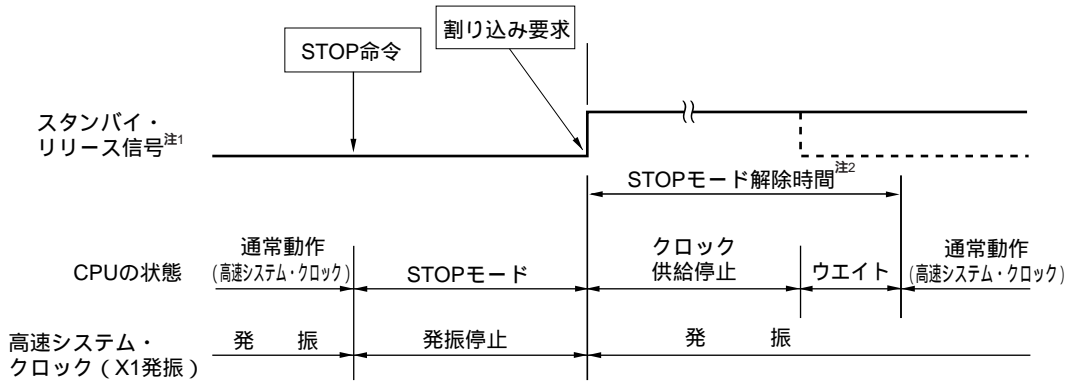 割り込み要求
STOP命令
スタンバイ・
リリース信号注1
STOPモード解除時間注2
通常動作
(高速システム・クロック)
クロック
供給停止
通常動作
(高速システム・クロック)
CPUの状態
STOPモード
ウエイト
高速システム・
クロック（X1発振）
発　振
発振停止
発　振